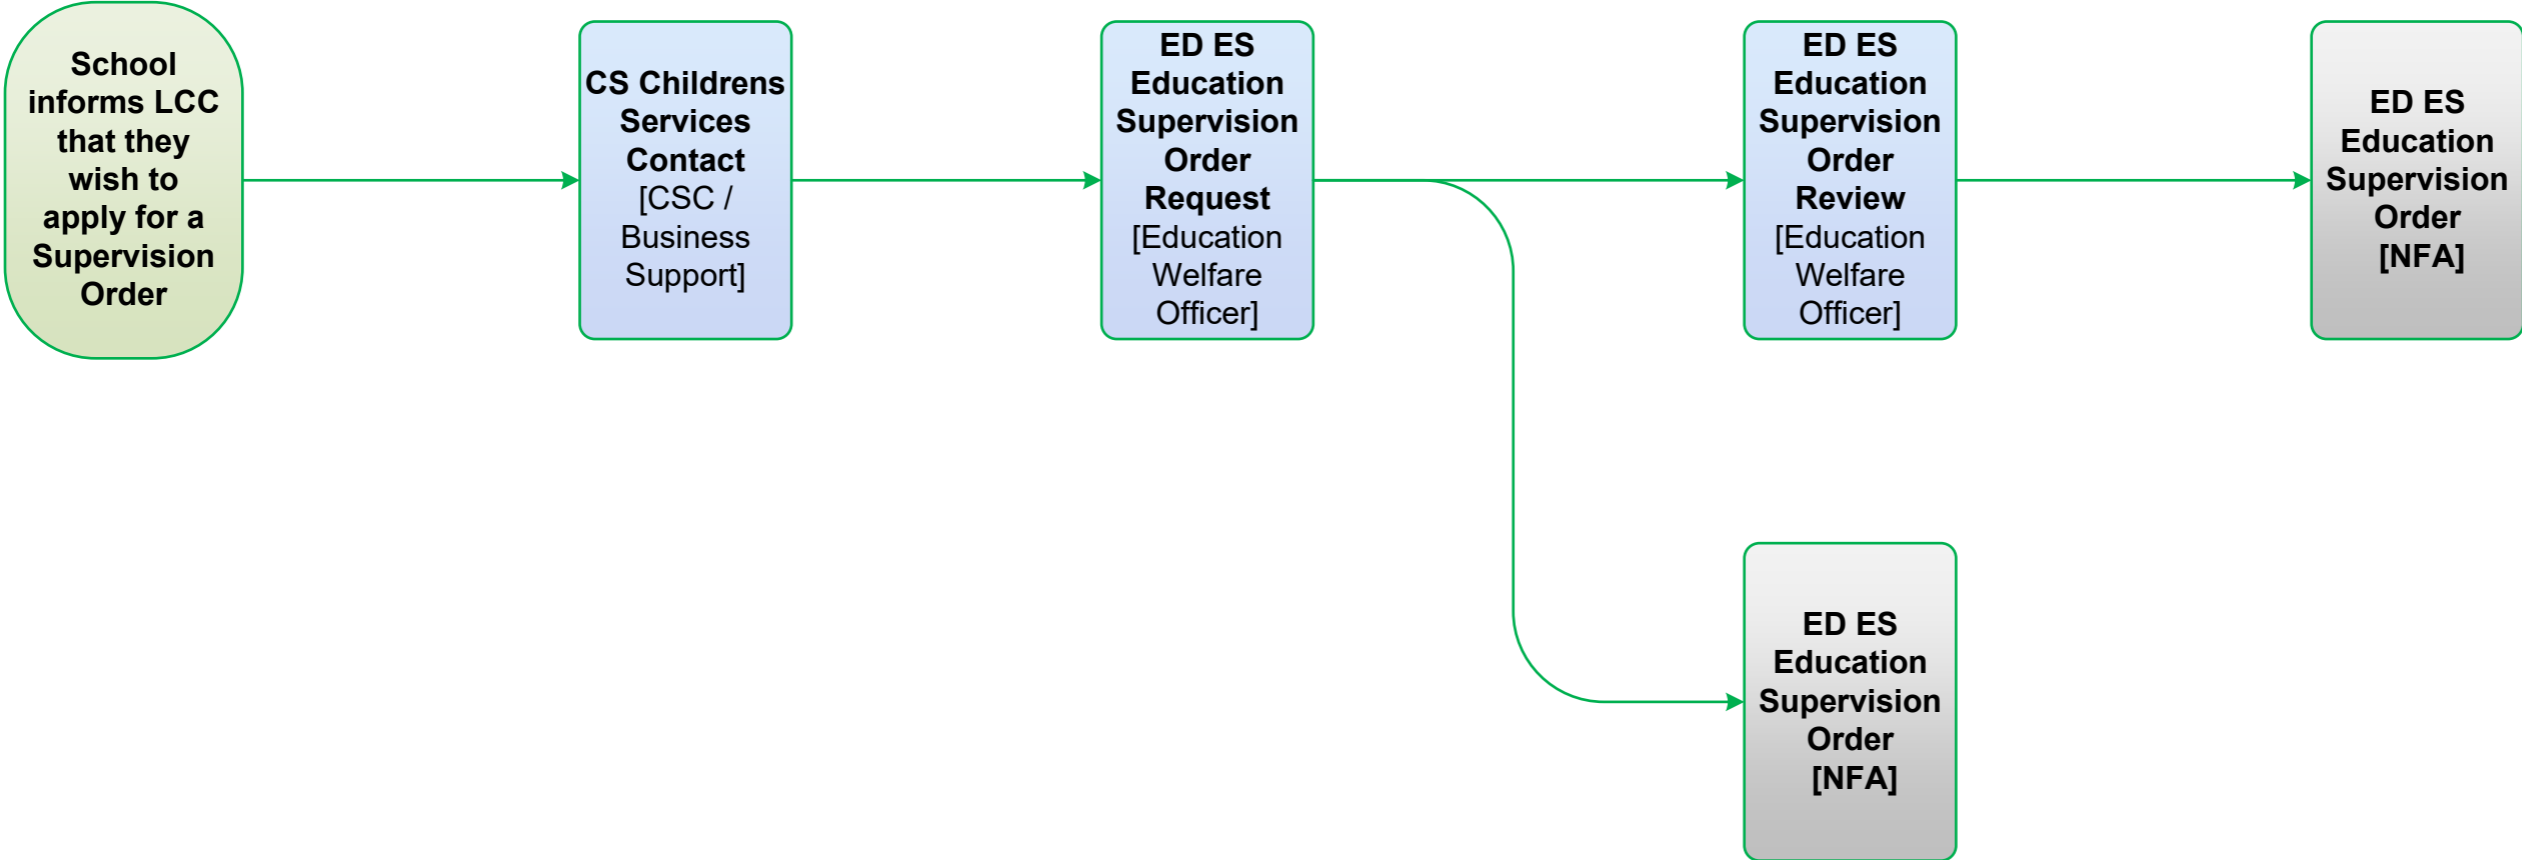 School
informs LCC
that they
wish to
apply for a
Supervision
Order
CS Childrens
Services
Contact
[CSC /
Business
Support]
ED ES
Education
Supervision
Order
Request
[Education
Welfare
Officer]
ED ES
Education
Supervision
Order
Review
[Education
Welfare
Officer]
ED ES
Education
Supervision
Order
[NFA]
ED ES
Education
Supervision
Order
[NFA]